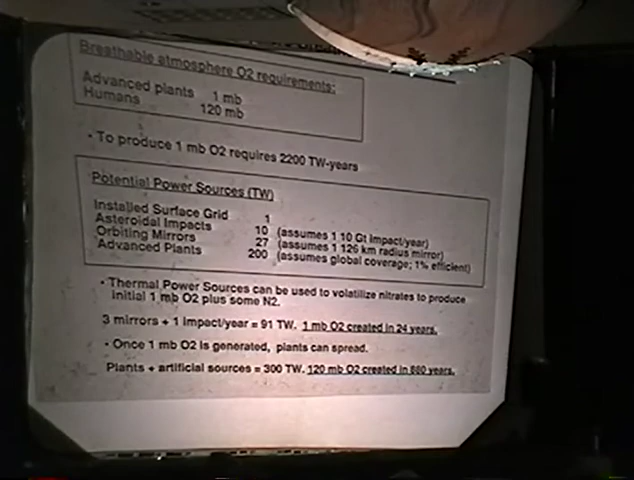 Breathable atmosphere O2 requirements:
Advanced plants 1 mb
Humans 120 mb
• To produce 1 mb O2 requires 2200 TW-years
Potential Power Sources (TW)
Installed Surface Grid 1
Asteroidal Impacts 10 (assumes 1 10 Gt impact/year)
Orbiting Mirrors 27 (assumes 1 126 km radius mirror)
Advanced Plants 200 (assumes global coverage; 1% efficient)
• Thermal Power Sources can be used to volatilize nitrates to produce
initial 1 mb O2 plus some N2.
3 mirrors + 1 impact/year = 91 TW. 1 mb O2 created in 24 years.
• Once 1 mb O2 is generated, plants can spread.
Plants + artificial sources = 300 TW. 120 mb O2 created in 880 years.